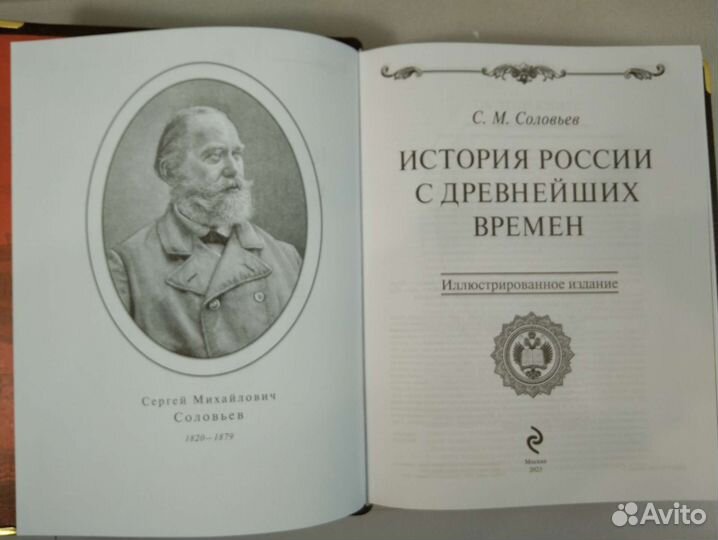 Сергей Михайлович
Соловьев
1820—1879
С. М. Соловьев
ИСТОРИЯ РОССИИ
С ДРЕВНЕЙШИХ
ВРЕМЕН
Иллюстрированное издание
Москва
Avito